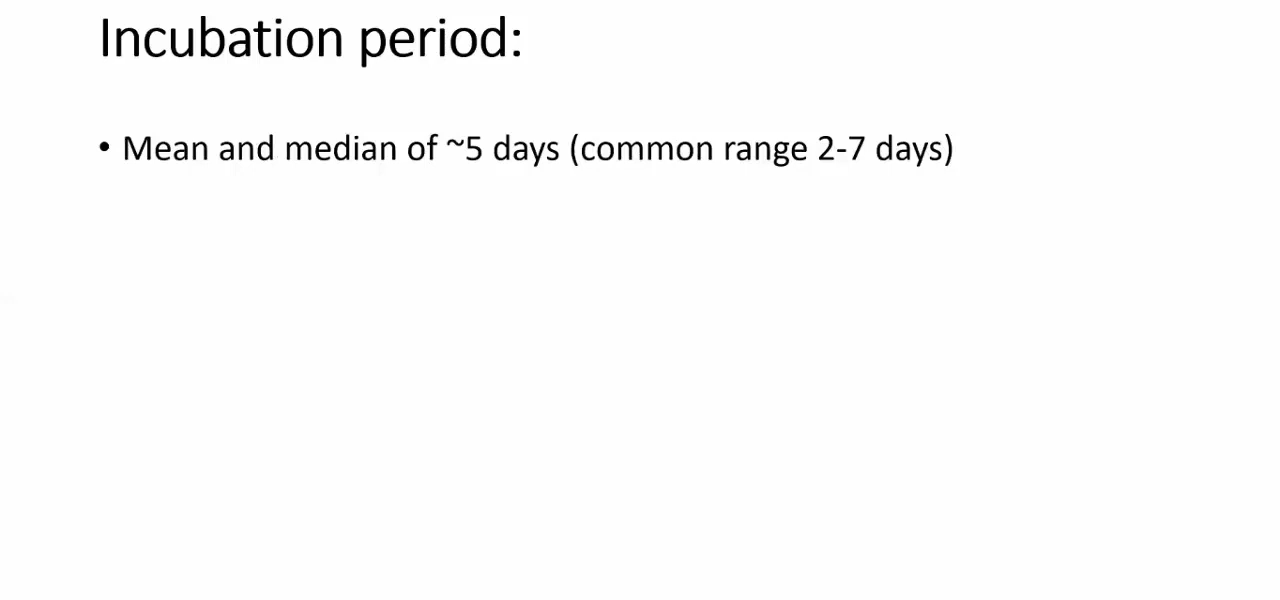 Incubation period:
• Mean and median of ~5 days (common range 2-7 days)